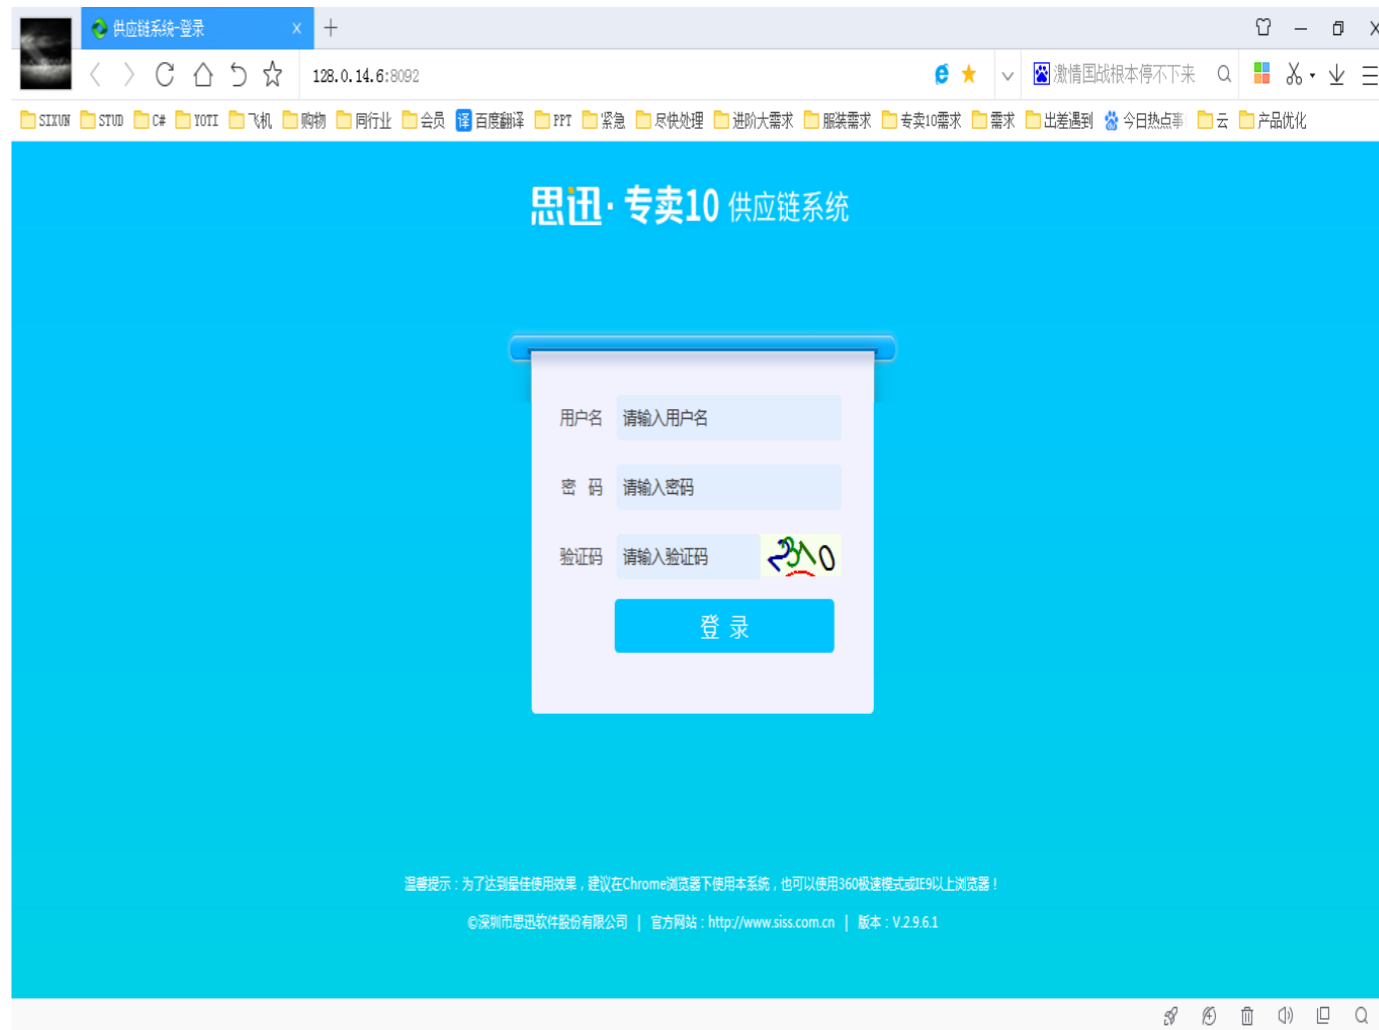 供应链系统-登录
128.0.14.6:8092
激情国战根本停不下来
SIXUN STUD C# YOTI 飞机 购物 同行业 会员 译 百度翻译 PPT 紧急 尽快处理 进阶大需求 服装需求 专卖10需求 需求 出差遇到 今日热点事 云 产品优化
思迅·专卖10 供应链系统
用户名 请输入用户名
密 码 请输入密码
验证码 请输入验证码 2310
登 录
温馨提示：为了达到最佳使用效果，建议在Chrome浏览器下使用本系统，也可以使用360极速模式或IE9以上浏览器！
©深圳市思迅软件股份有限公司 | 官方网站：http://www.siss.com.cn | 版本：V.2.9.6.1